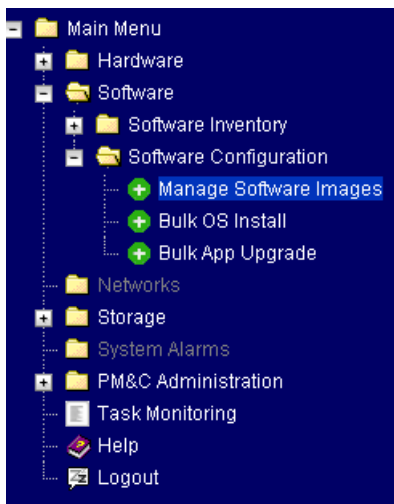 Main Menu
Hardware
Software
Software Inventory
Software Configuration
Manage Software Images
Bulk OS Install
Bulk App Upgrade
Networks
Storage
System Alarms
PM&C Administration
Task Monitoring
Help
Logout